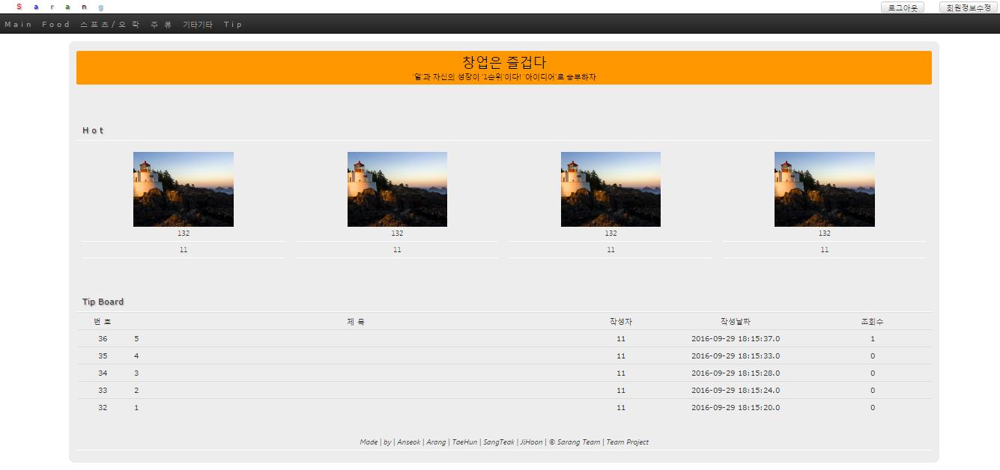 S a r a n g 로그아웃 회원정보수정
Main Food 스포츠/오 락 주 류 기타기타 Tip
창업은 즐겁다
'일'과 자신의 성장이 '1순위'이다! '아이디어'로 승부하자
Hot
132 132 132 132
11 11 11 11
Tip Board
번 호 제 목 작성자 작성날짜 조회수
36 5 11 2016-09-29 18:15:37.0 1
35 4 11 2016-09-29 18:15:33.0 0
34 3 11 2016-09-29 18:15:28.0 0
33 2 11 2016-09-29 18:15:24.0 0
32 1 11 2016-09-29 18:15:20.0 0
Made | by | Anseok | Arang | TaeHun | SangTeak | JiHoon | © Sarang Team | Team Project